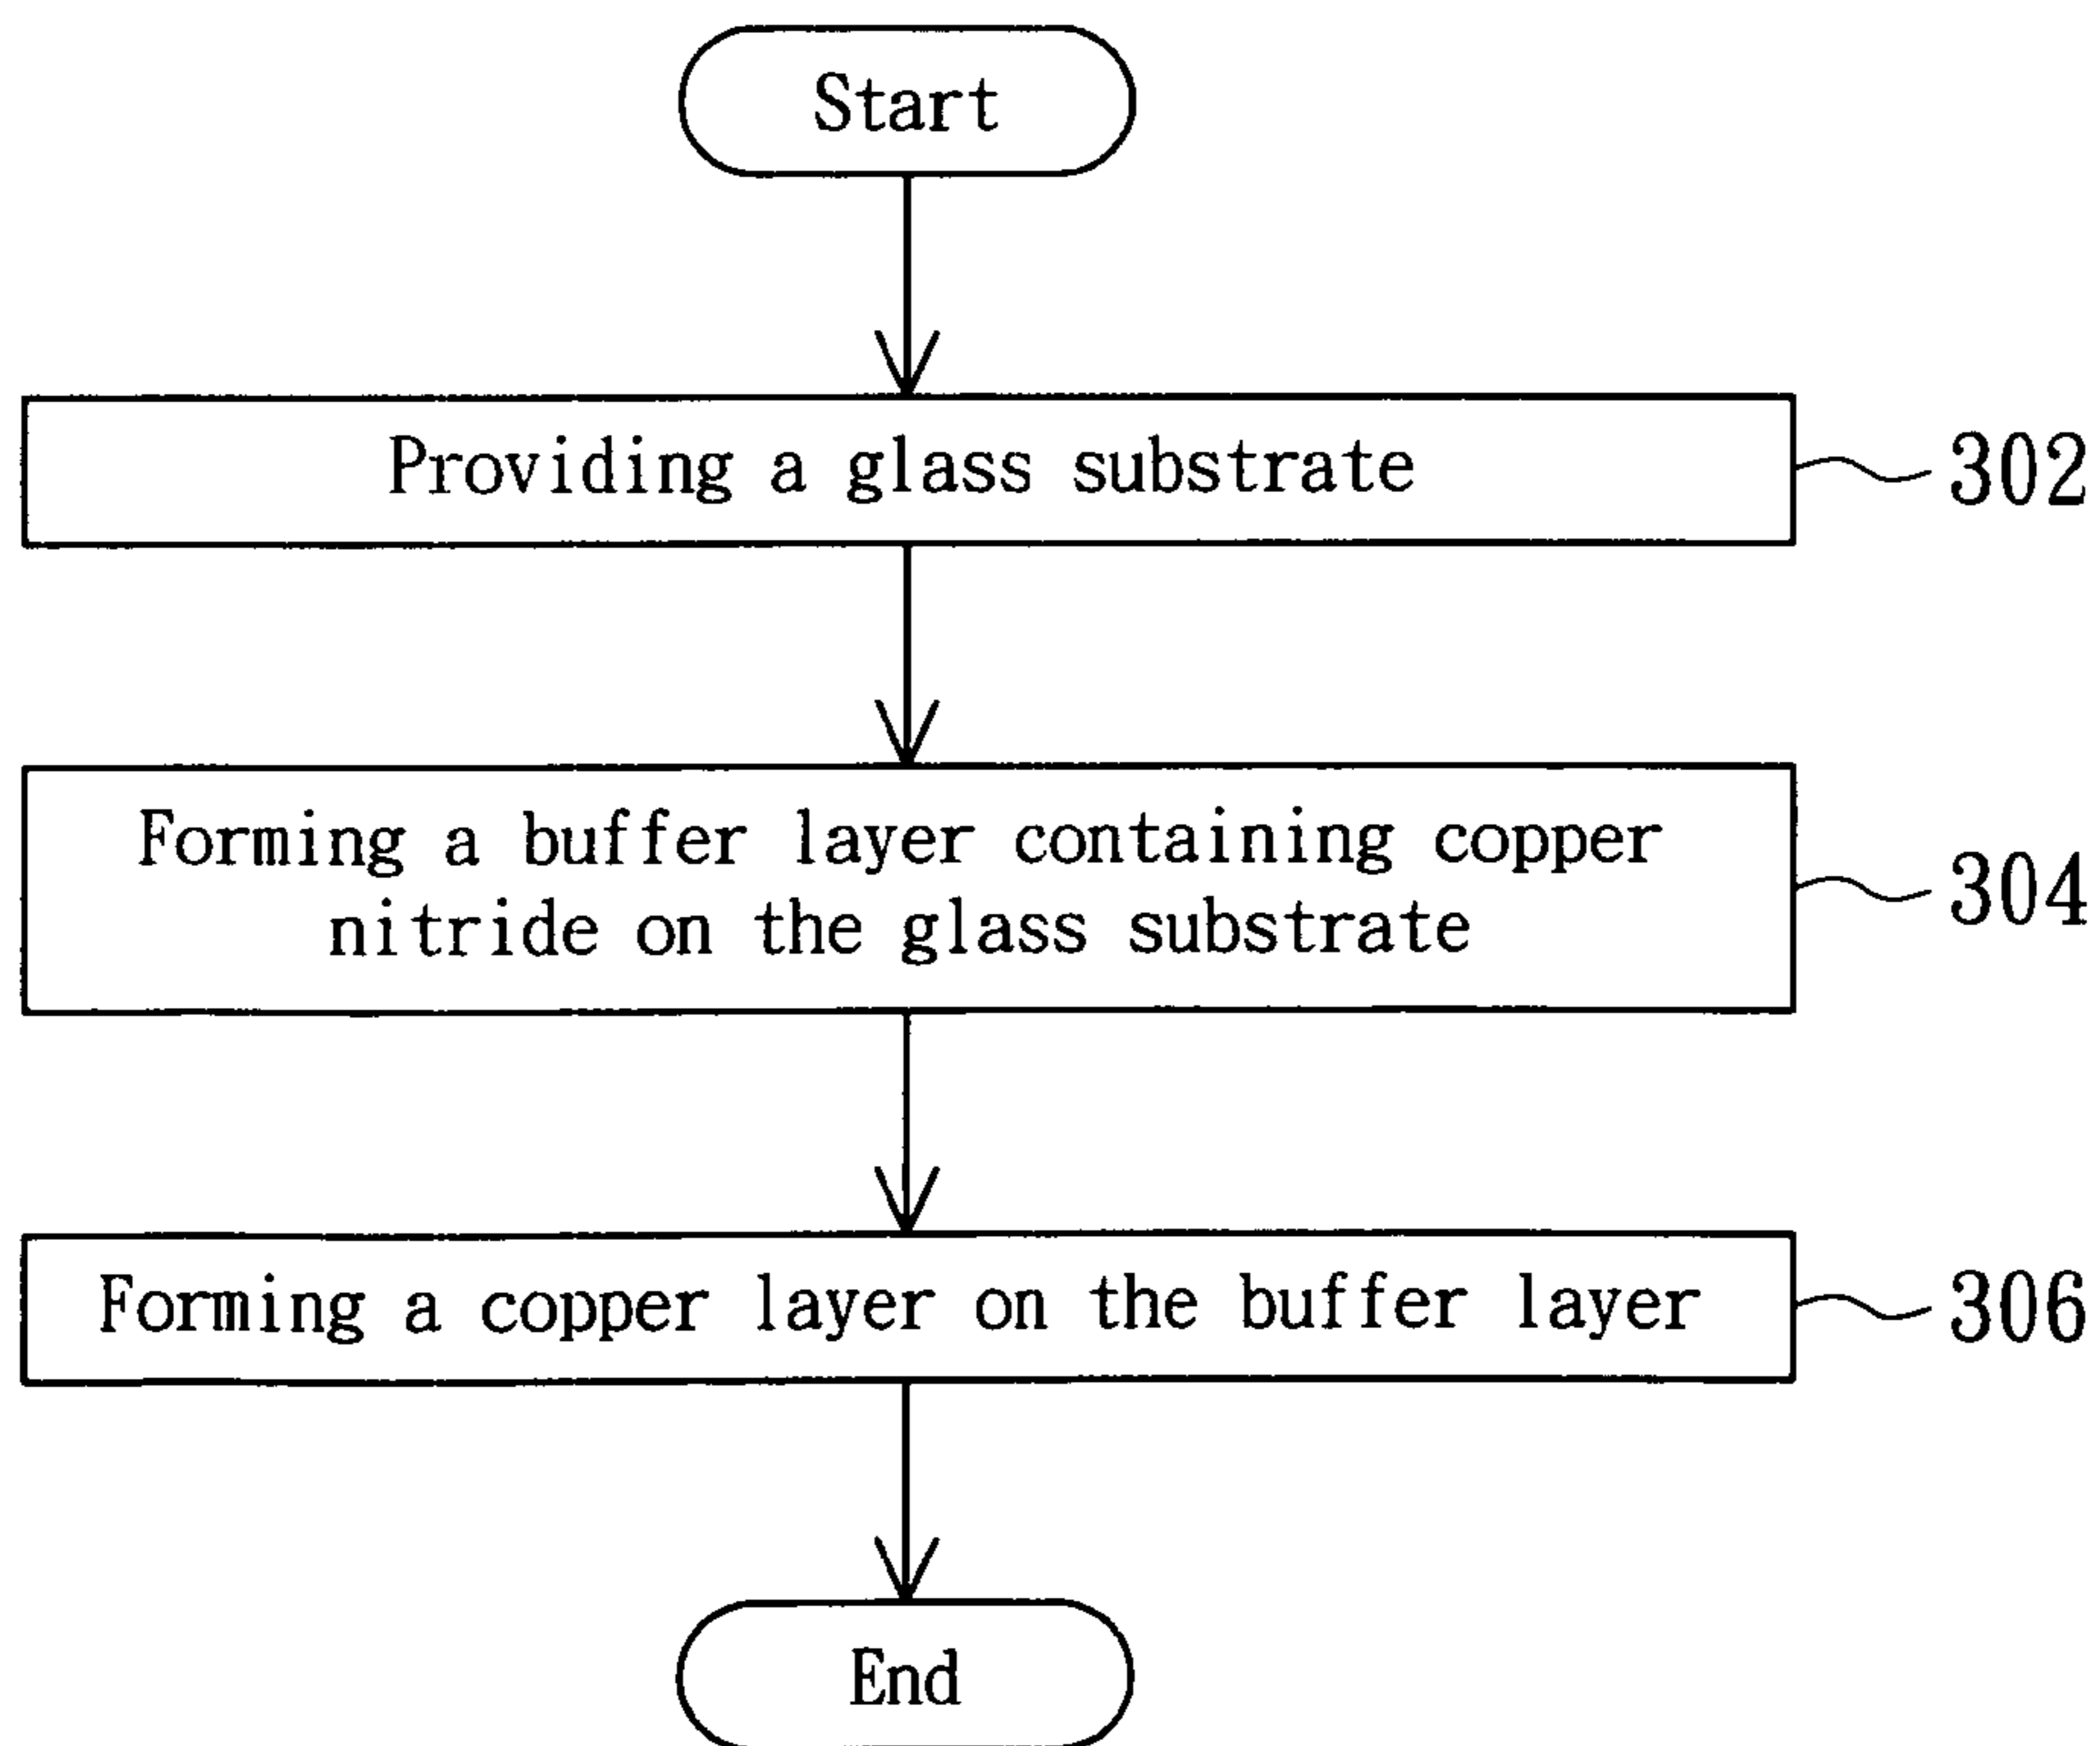 Start
Providing a glass substrate
302
Forming a buffer layer containing copper
nitride on the glass substrate
304
Forming a copper layer on the buffer layer
306
End